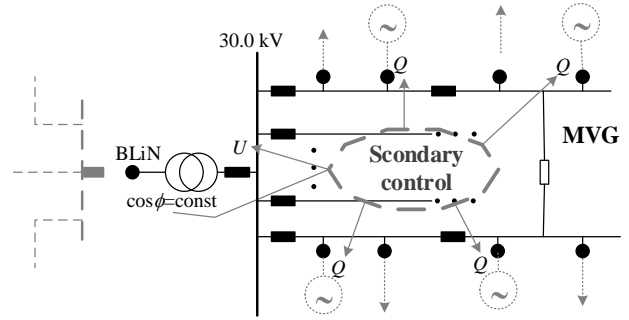 30.0 kV
~
~
Q
Q
MVG
BLiN
U
Scondary
control
cosϕ=const
Q
Q
~
~